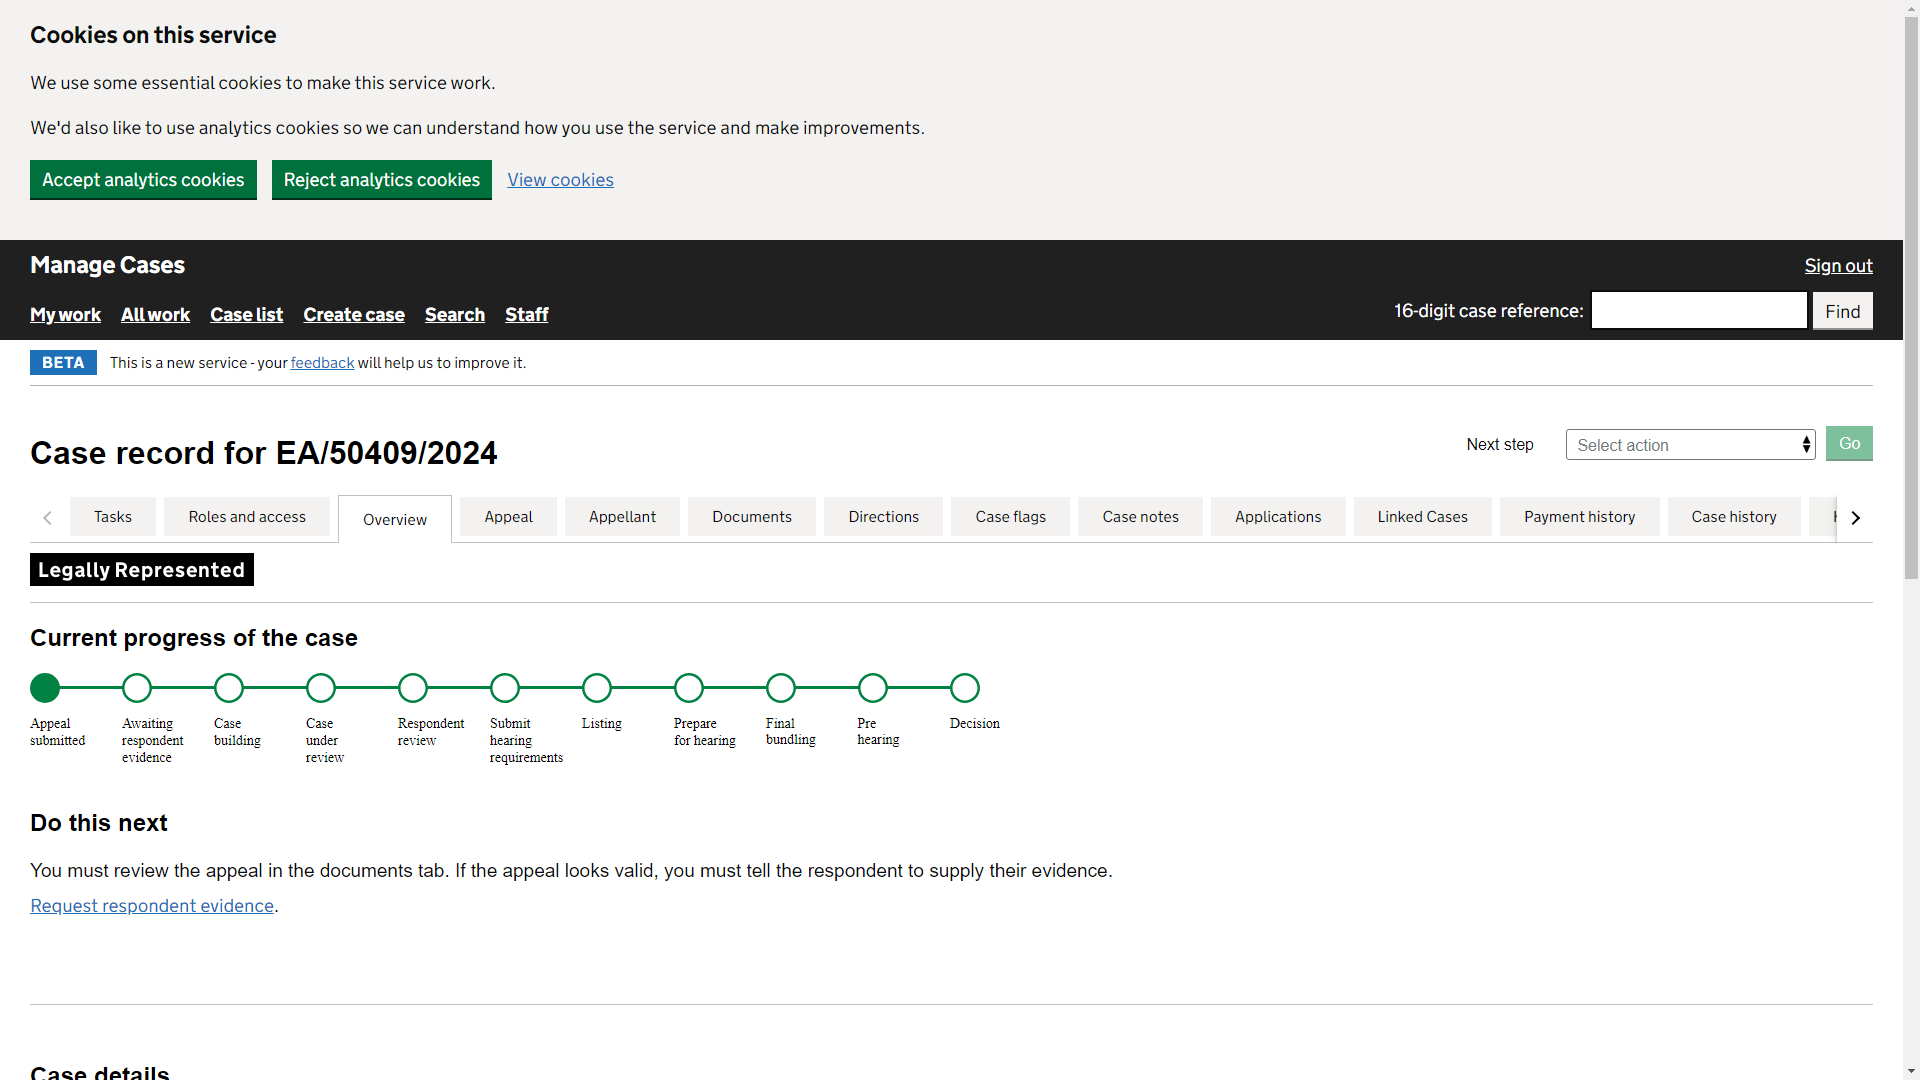 Cookies on this service
We use some essential cookies to make this service work.
We'd also like to use analytics cookies so we can understand how you use the service and make improvements.
Accept analytics cookies Reject analytics cookies View cookies
Manage Cases
Sign out
My work All work Case list Create case Search Staff
16-digit case reference: Find
BETA This is a new service - your feedback will help us to improve it.
Case record for EA/50409/2024
Next step Select action Go
Tasks Roles and access Overview Appeal Appellant Documents Directions Case flags Case notes Applications Linked Cases Payment history Case history
Legally Represented
Current progress of the case
Appeal submitted
Awaiting respondent evidence
Case building
Case under review
Respondent review
Submit hearing requirements
Listing
Prepare for hearing
Final bundling
Pre hearing
Decision
Do this next
You must review the appeal in the documents tab. If the appeal looks valid, you must tell the respondent to supply their evidence.
Request respondent evidence.
Case details